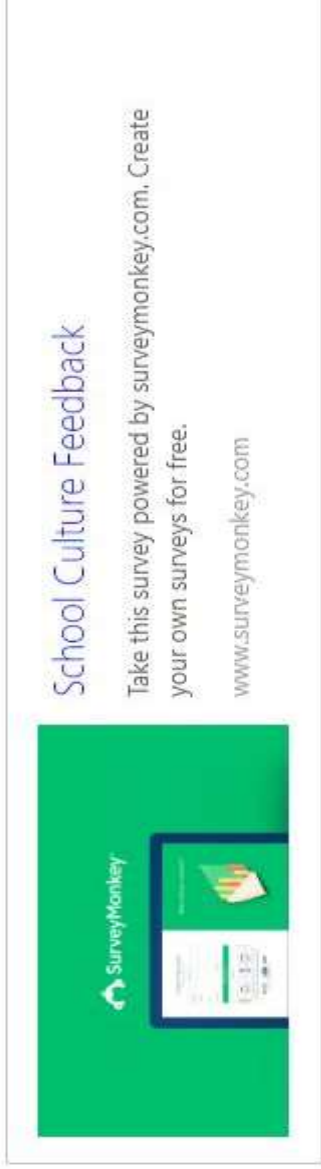 SurveyMonkey
School Culture Feedback
Take this survey powered by surveymonkey.com. Create
your own surveys for free.
www.surveymonkey.com